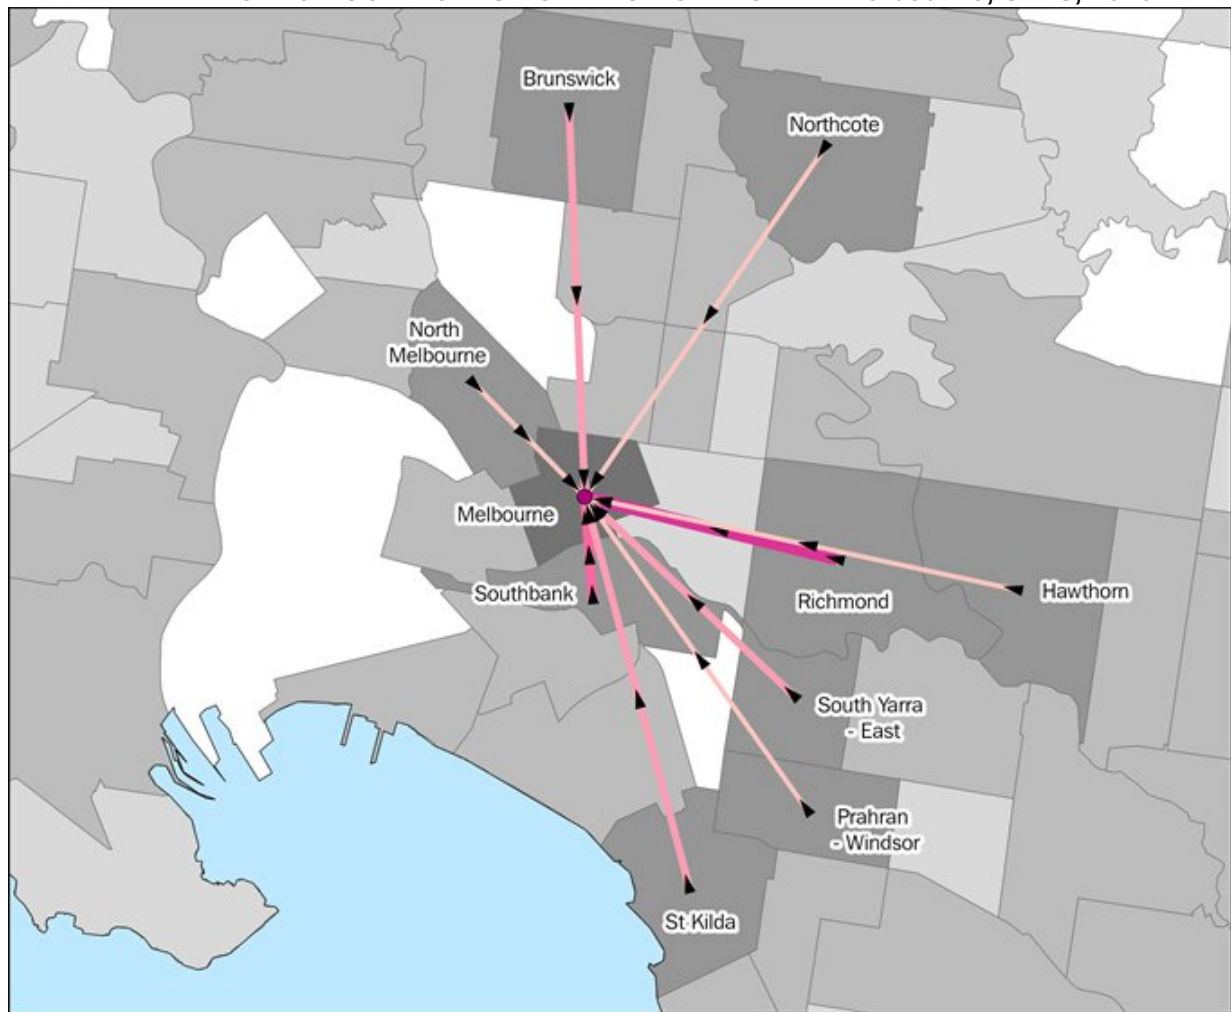 Brunswick
Northcote
North
Melbourne
Melbourne
Southbank
Richmond
Hawthorn
South Yarra
- East
Prahran
- Windsor
St Kilda